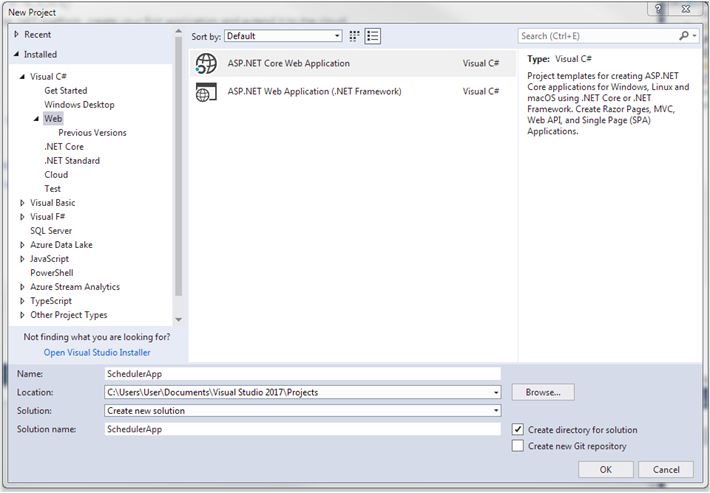 New Project
Recent
Installed
Visual C#
Get Started
Windows Desktop
Web
Previous Versions
.NET Core
.NET Standard
Cloud
Test
Visual Basic
Visual F#
SQL Server
Azure Data Lake
JavaScript
PowerShell
Azure Stream Analytics
TypeScript
Other Project Types
Not finding what you are looking for?
Open Visual Studio Installer
Sort by: Default
ASP.NET Core Web Application Visual C#
ASP.NET Web Application (.NET Framework) Visual C#
Search (Ctrl+E)
Type: Visual C#
Project templates for creating ASP.NET
Core applications for Windows, Linux and
macOS using .NET Core or .NET
Framework. Create Razor Pages, MVC,
Web API, and Single Page (SPA)
Applications.
Name: SchedulerApp
Location: C:\Users\User\Documents\Visual Studio 2017\Projects
Browse...
Solution: Create new solution
Solution name: SchedulerApp
Create directory for solution
Create new Git repository
OK Cancel